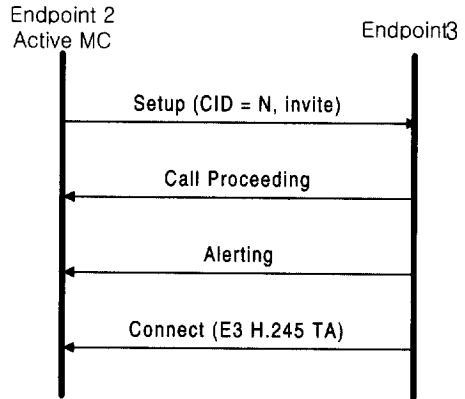 Endpoint 2
Active MC
Endpoint3
Setup (CID = N, invite)
Call Proceeding
Alerting
Connect (E3 H.245 TA)